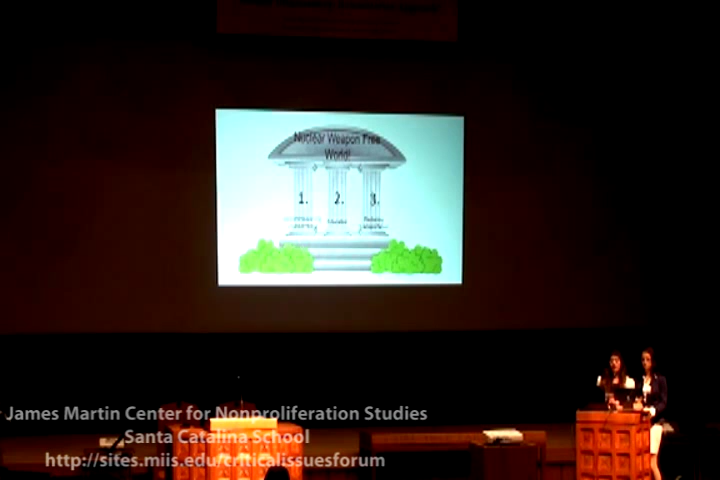 Nuclear Weapon Free
World!
1.
2.
3.
James Martin Center for Nonproliferation Studies
Santa Catalina School
http://sites.miis.edu/criticalissuesforum